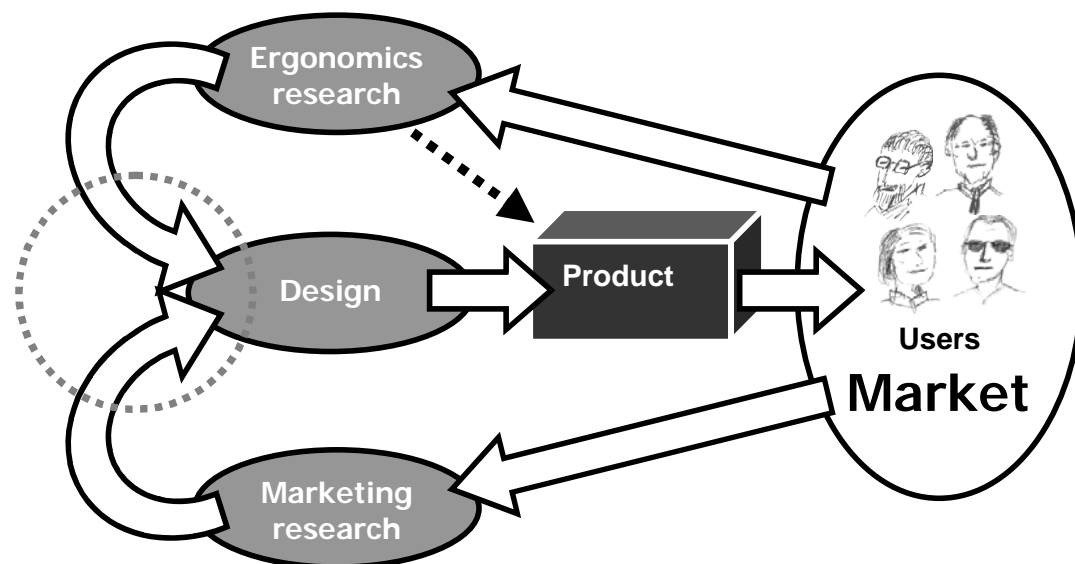 Ergonomics
research
Design
Product
Users
Market
Marketing
research